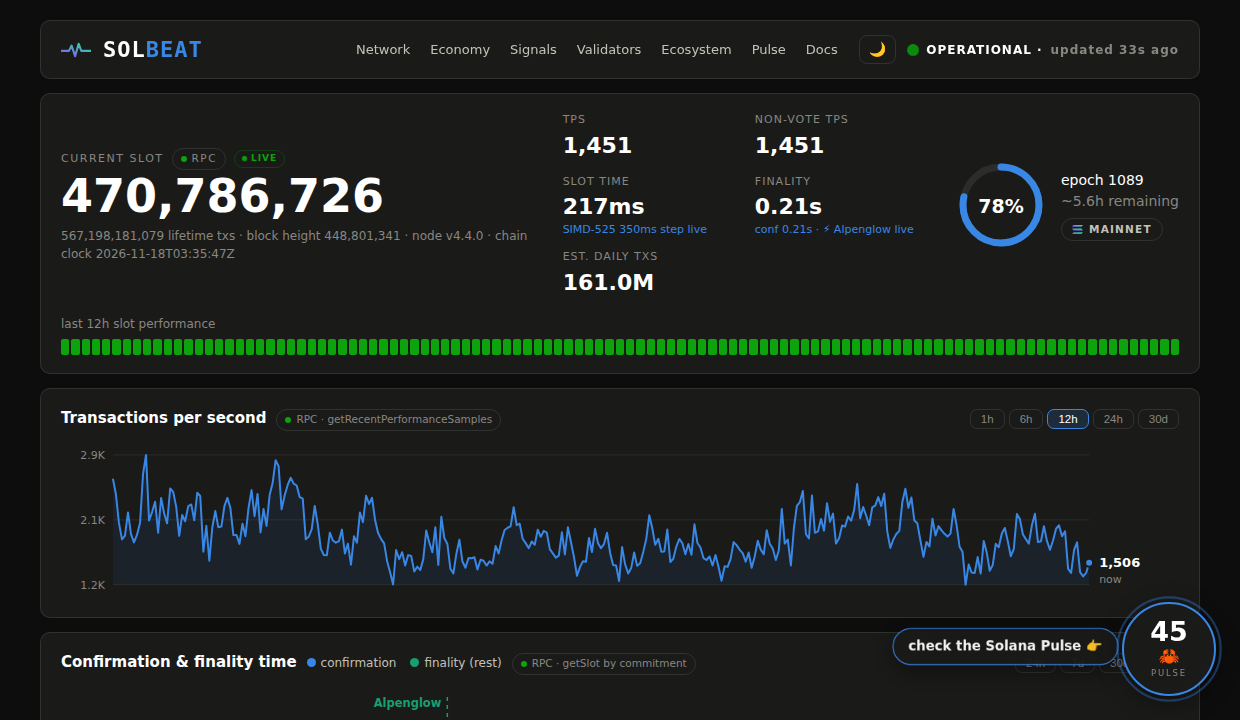 SOLBEAT
Network Economy Signals Validators Ecosystem Pulse Docs
OPERATIONAL · updated 33s ago
CURRENT SLOT RPC LIVE
470,786,726
567,198,181,079 lifetime txs · block height 448,801,341 · node v4.4.0 · chain
clock 2026-11-18T03:35:47Z
TPS
1,451
NON-VOTE TPS
1,451
SLOT TIME
217ms
SIMD-525 350ms step live
FINALITY
0.21s
conf 0.21s · ⚡ Alpenglow live
EST. DAILY TXS
161.0M
78%
epoch 1089
~5.6h remaining
MAINNET
last 12h slot performance
Transactions per second RPC · getRecentPerformanceSamples
1h 6h 12h 24h 30d
2.9K
2.1K
1.2K
1,506
now
Confirmation & finality time confirmation finality (rest) RPC · getSlot by commitment
Alpenglow
check the Solana Pulse 👉
45
🦀
PULSE